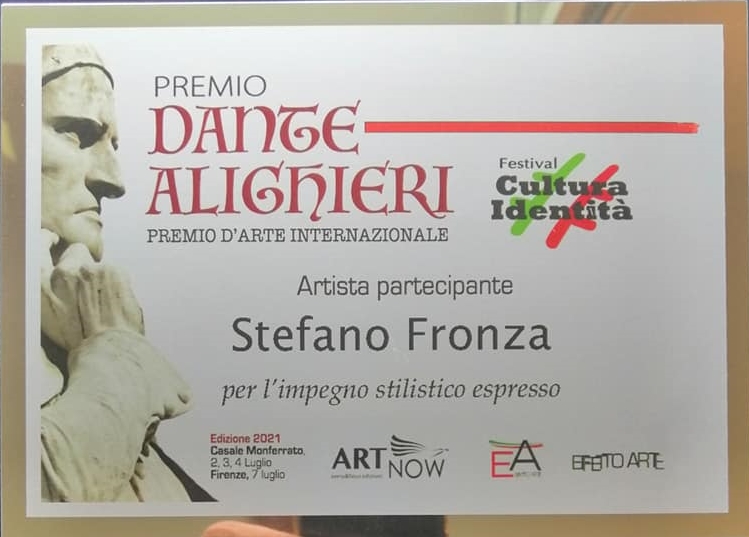 PREMIO
DANTE
ALIGHIERI
PREMIO D'ARTE INTERNAZIONALE
Festival
Cultura
Identità
Artista partecipante
Stefano Fronza
per l'impegno stilistico espresso
Edizione 2021
Casale Monferrato,
2, 3, 4 Luglio
Firenze, 7 luglio
ART
NOW
EA
EFFETTO ARTE